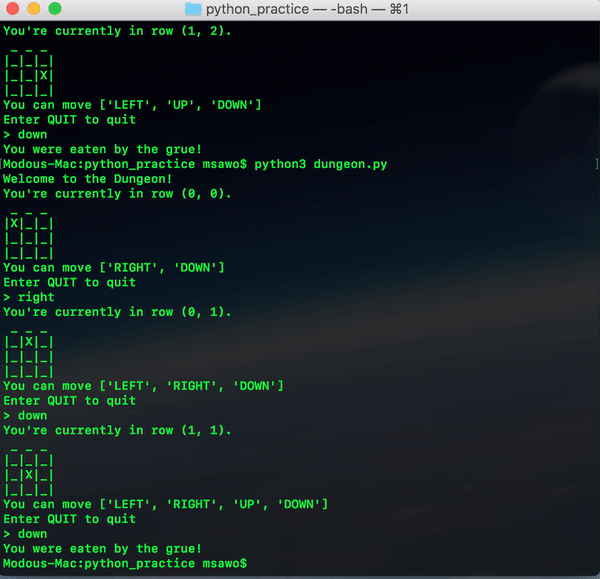 python_practice — -bash — ⌘1
You're currently in row (1, 2).
 _ _ _
|_|_|_|
|_|_|X|
|_|_|_|
You can move ['LEFT', 'UP', 'DOWN']
Enter QUIT to quit
> down
You were eaten by the grue!
[Modous-Mac:python_practice msawo$ python3 dungeon.py ]
Welcome to the Dungeon!
You're currently in row (0, 0).
 _ _ _
|X|_|_|
|_|_|_|
|_|_|_|
You can move ['RIGHT', 'DOWN']
Enter QUIT to quit
> right
You're currently in row (0, 1).
 _ _ _
|_|X|_|
|_|_|_|
|_|_|_|
You can move ['LEFT', 'RIGHT', 'DOWN']
Enter QUIT to quit
> down
You're currently in row (1, 1).
 _ _ _
|_|_|_|
|_|X|_|
|_|_|_|
You can move ['LEFT', 'RIGHT', 'UP', 'DOWN']
Enter QUIT to quit
> down
You were eaten by the grue!
Modous-Mac:python_practice msawo$